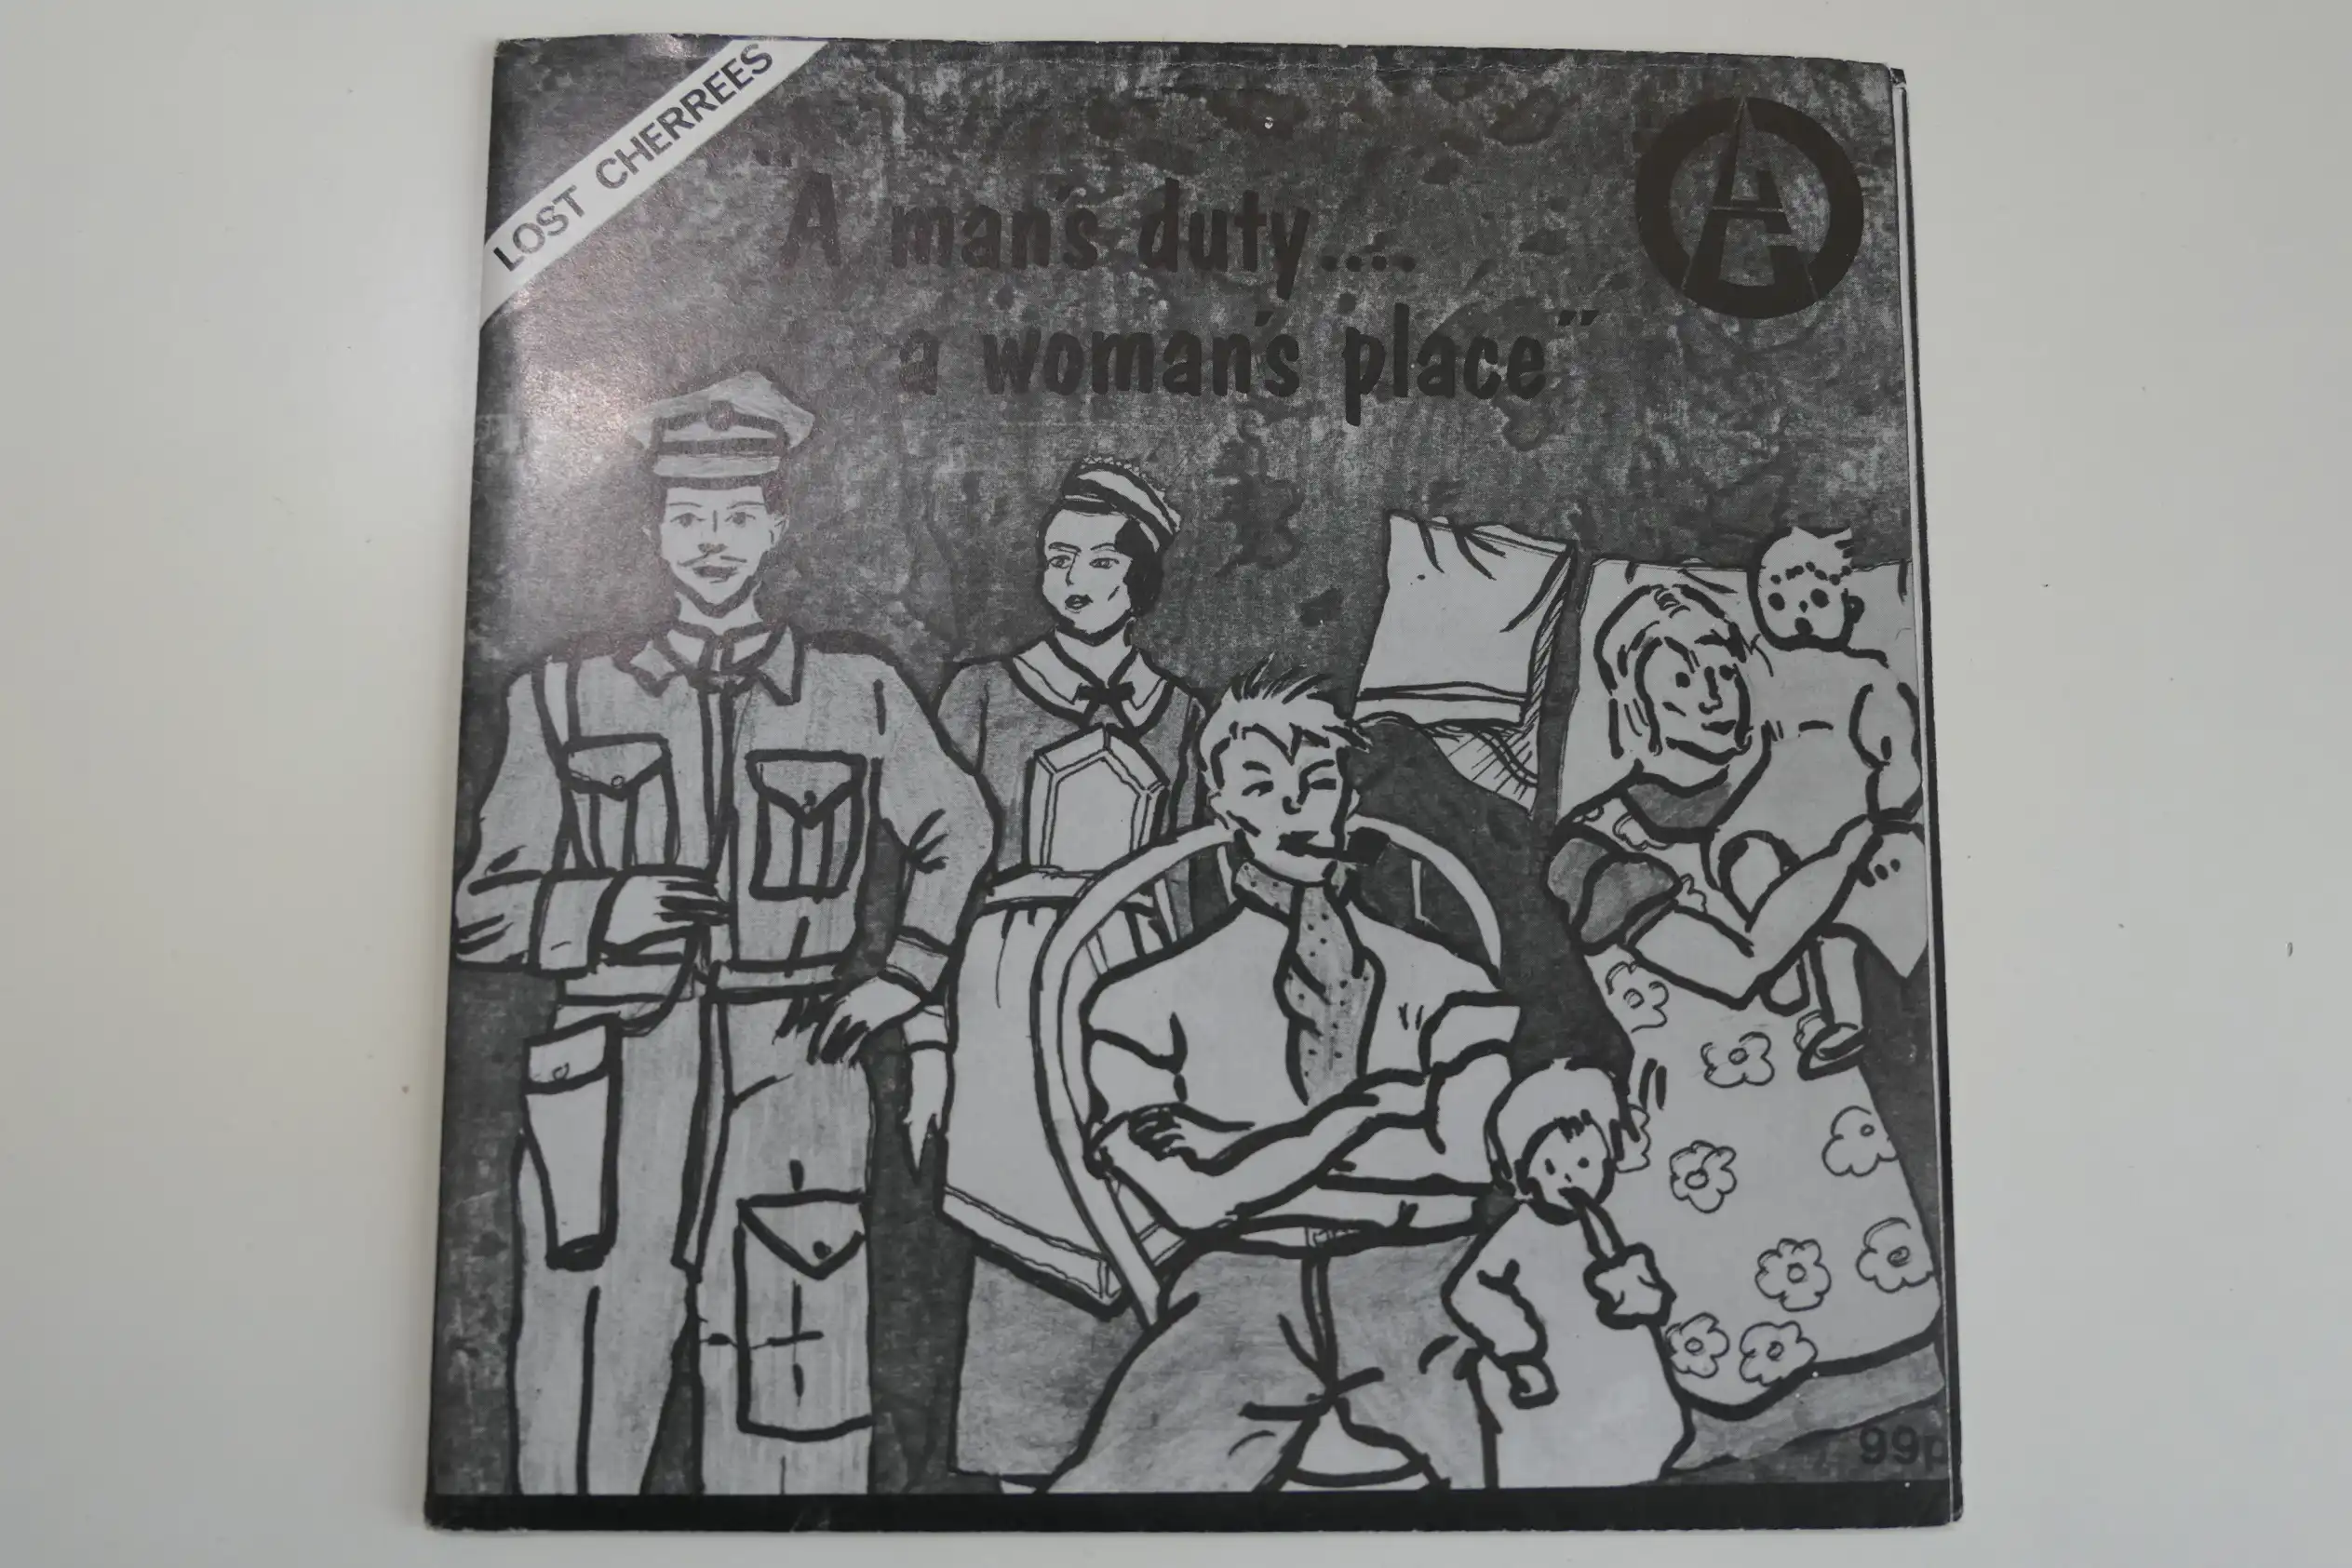 LOST CHERREES
"A man's duty....
a woman's place"
99p